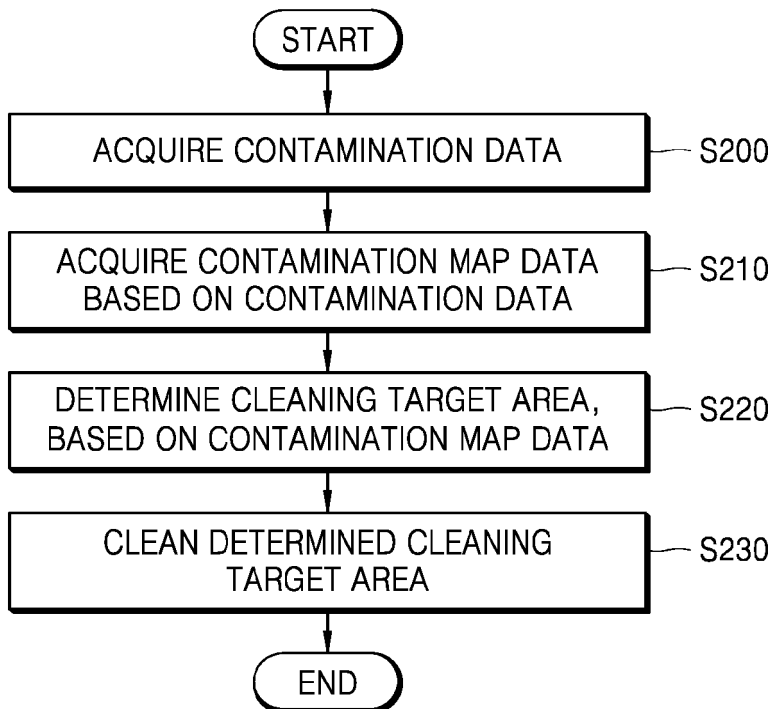 START
ACQUIRE CONTAMINATION DATA
S200
ACQUIRE CONTAMINATION MAP DATA
BASED ON CONTAMINATION DATA
S210
DETERMINE CLEANING TARGET AREA,
BASED ON CONTAMINATION MAP DATA
S220
CLEAN DETERMINED CLEANING
TARGET AREA
S230
END